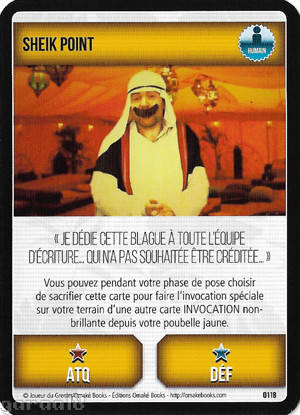 SHEIK POINT
HUMAIN
« JE DÉDIE CETTE BLAGUE À TOUTE L'ÉQUIPE
D'ÉCRITURE... QUI N'A PAS SOUHAITÉE ÊTRE CRÉDITÉE... »
Vous pouvez pendant votre phase de pose choisir
de sacrifier cette carte pour faire l'invocation spéciale
sur votre terrain d'une autre carte INVOCATION non-
brillante depuis votre poubelle jaune.
ATQ DÉF
© Joueur du Grenier/Omaké Books - Éditions Omaké Books - http://omakebooks.com/ 0118